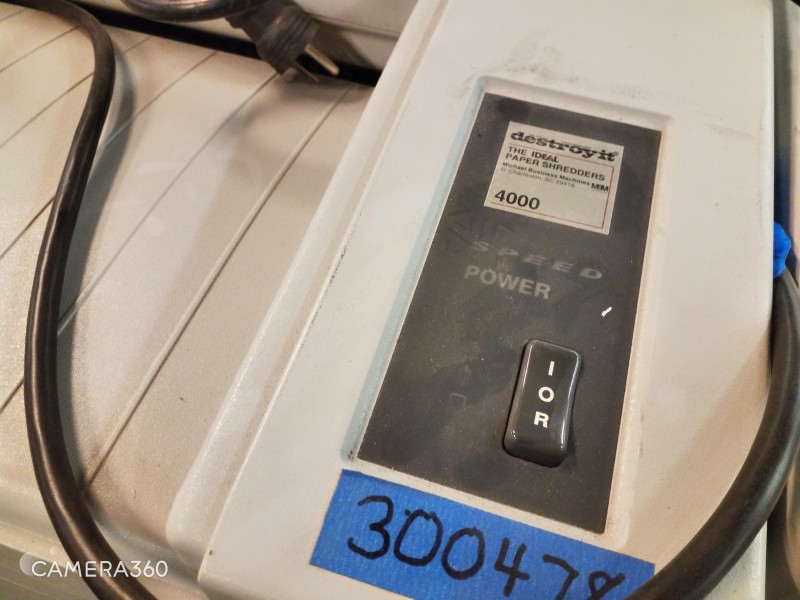 destroyit
THE IDEAL
PAPER SHREDDERS
Michael Business Machines MBM
N. Charleston, SC 29418
4000
SPEED
POWER
I
O
R
300478
CAMERA360